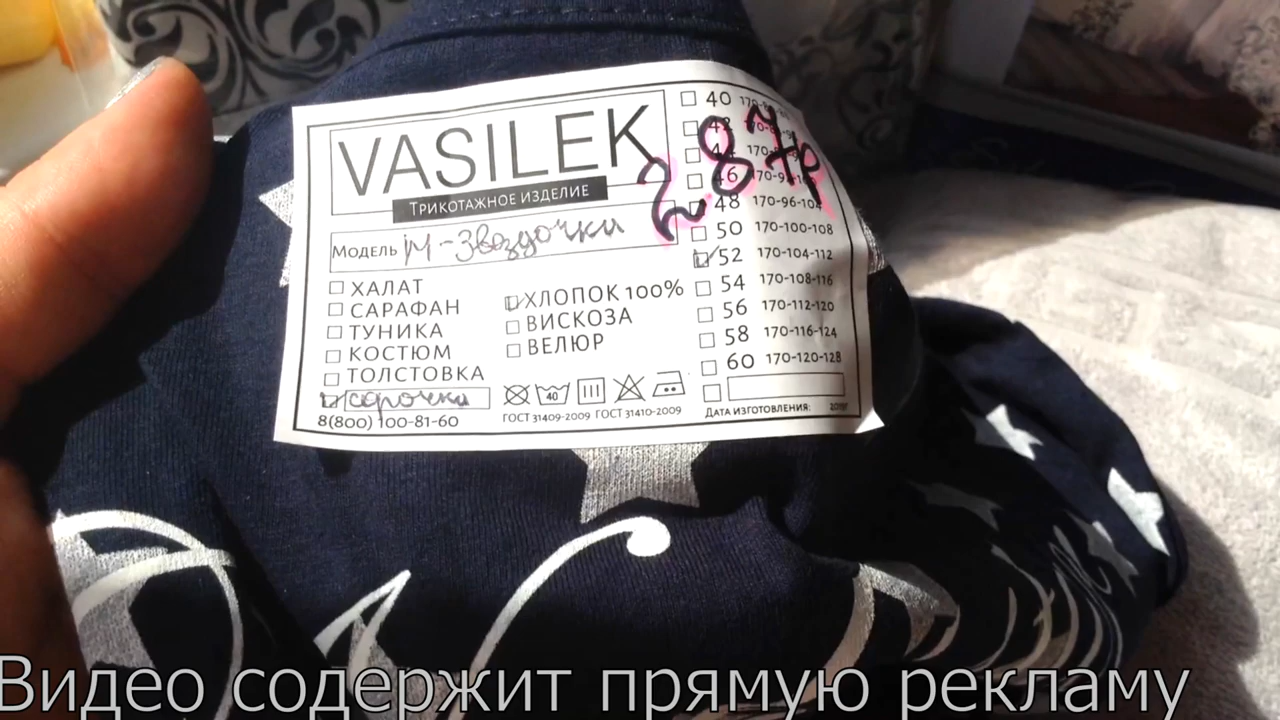 VASILEK
ТРИКОТАЖНОЕ ИЗДЕЛИЕ
МОДЕЛЬ М-Звездочки
ХАЛАТ
САРАФАН
ТУНИКА
КОСТЮМ
ТОЛСТОВКА
сорочка
8(800) 100-81-60
ХЛОПОК 100%
ВИСКОЗА
ВЕЛЮР
40
ГОСТ 31409-2009 ГОСТ 31410-2009
287р
40
46
48 170-96-104
50 170-100-108
52 170-104-112
54 170-108-116
56 170-112-120
58 170-116-124
60 170-120-128
ДАТА ИЗГОТОВЛЕНИЯ:
Видео содержит прямую рекламу